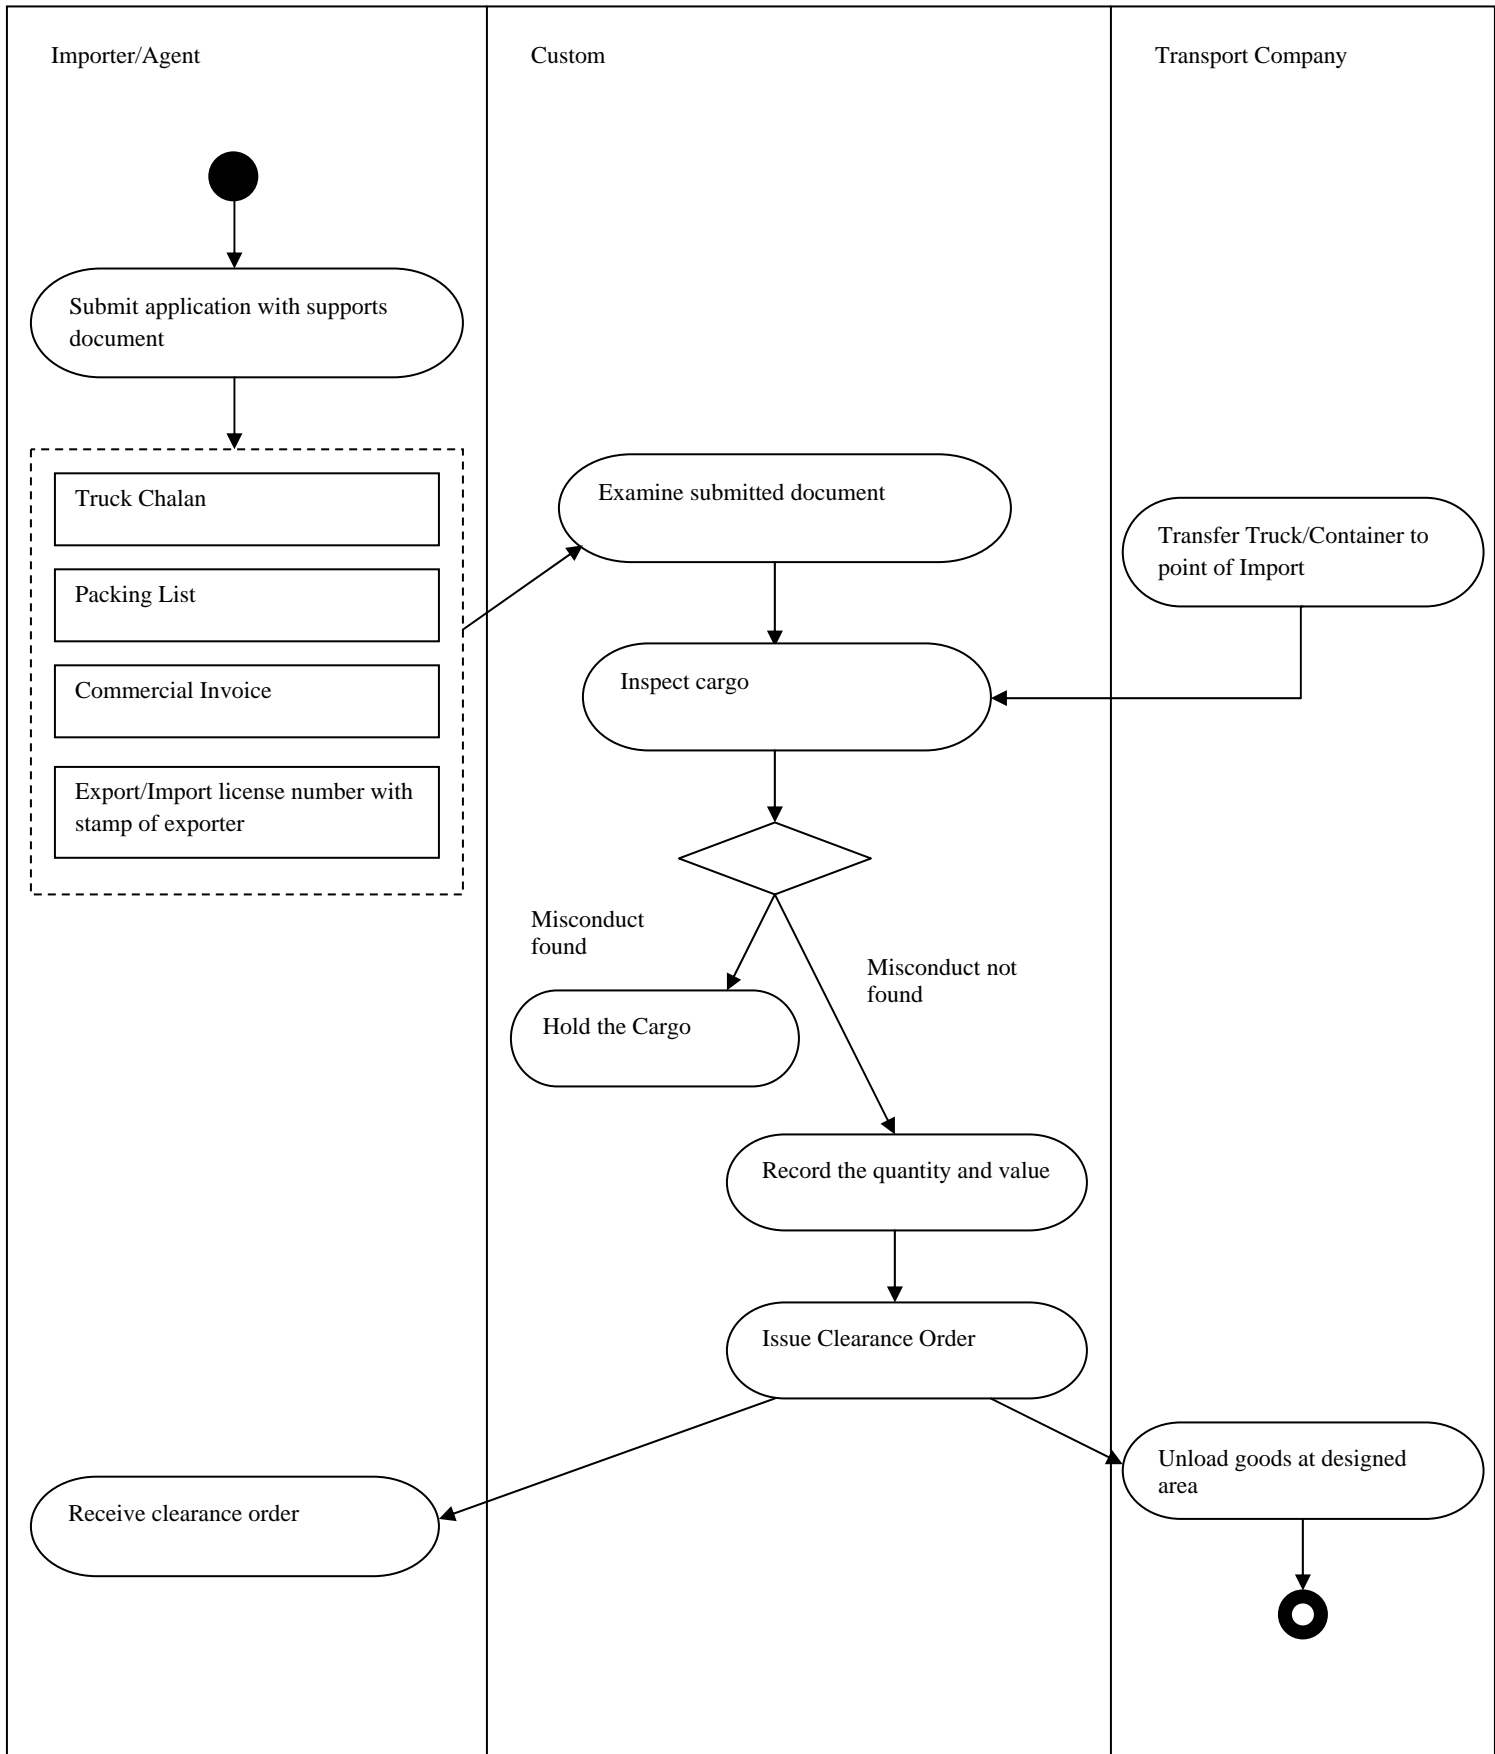 Importer/Agent
Custom
Transport Company
Submit application with supports
document
Truck Chalan
Packing List
Commercial Invoice
Export/Import license number with
stamp of exporter
Examine submitted document
Transfer Truck/Container to
point of Import
Inspect cargo
Misconduct
found
Misconduct not
found
Hold the Cargo
Record the quantity and value
Issue Clearance Order
Receive clearance order
Unload goods at designed
area